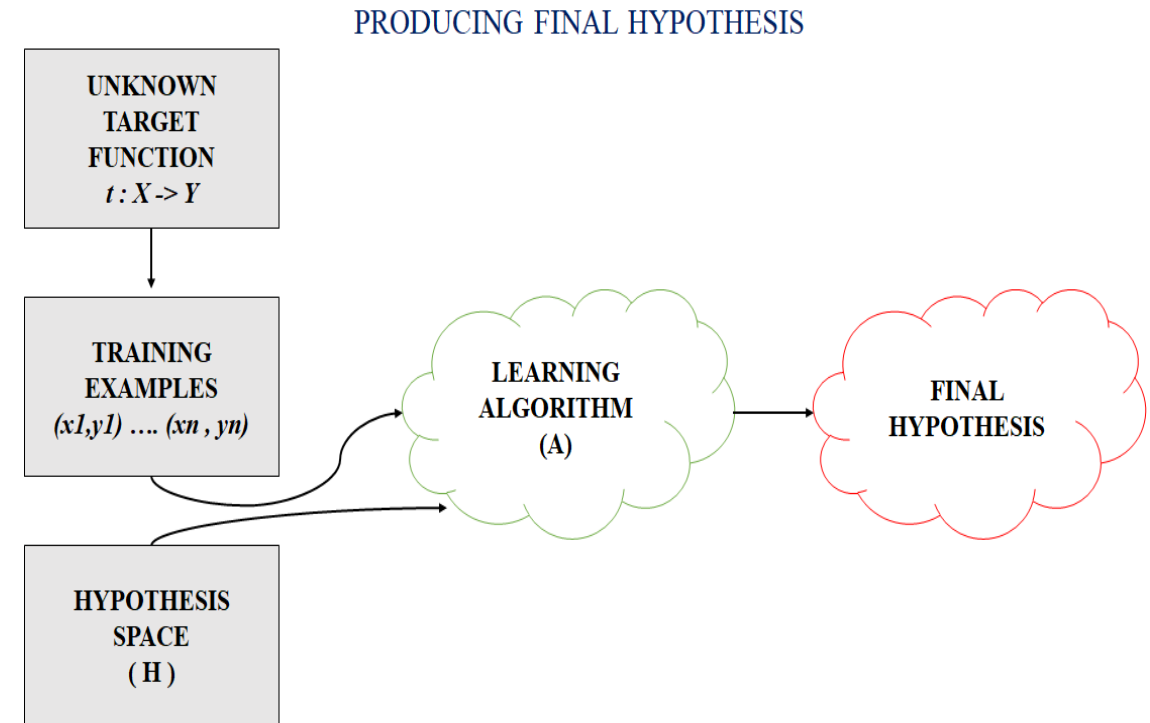 PRODUCING FINAL HYPOTHESIS
UNKNOWN
TARGET
FUNCTION
t : X -> Y
TRAINING
EXAMPLES
(x1,y1) …. (xn , yn)
LEARNING
ALGORITHM
(A)
FINAL
HYPOTHESIS
HYPOTHESIS
SPACE
( H )